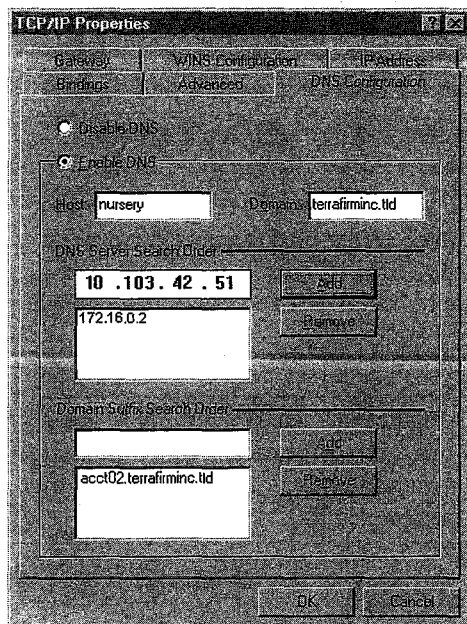 TCP/IP Properties
Gateway WINS Configuration IP Address
Bindings Advanced DNS Configuration
Disable DNS
Enable DNS
Host: nursery Domain: terrafirminc.tld
DNS Server Search Order
10 .103 . 42 . 51 Add
172.16.0.2 Remove
Domain Suffix Search Order
Add
acct02.terrafirminc.tld Remove
OK Cancel